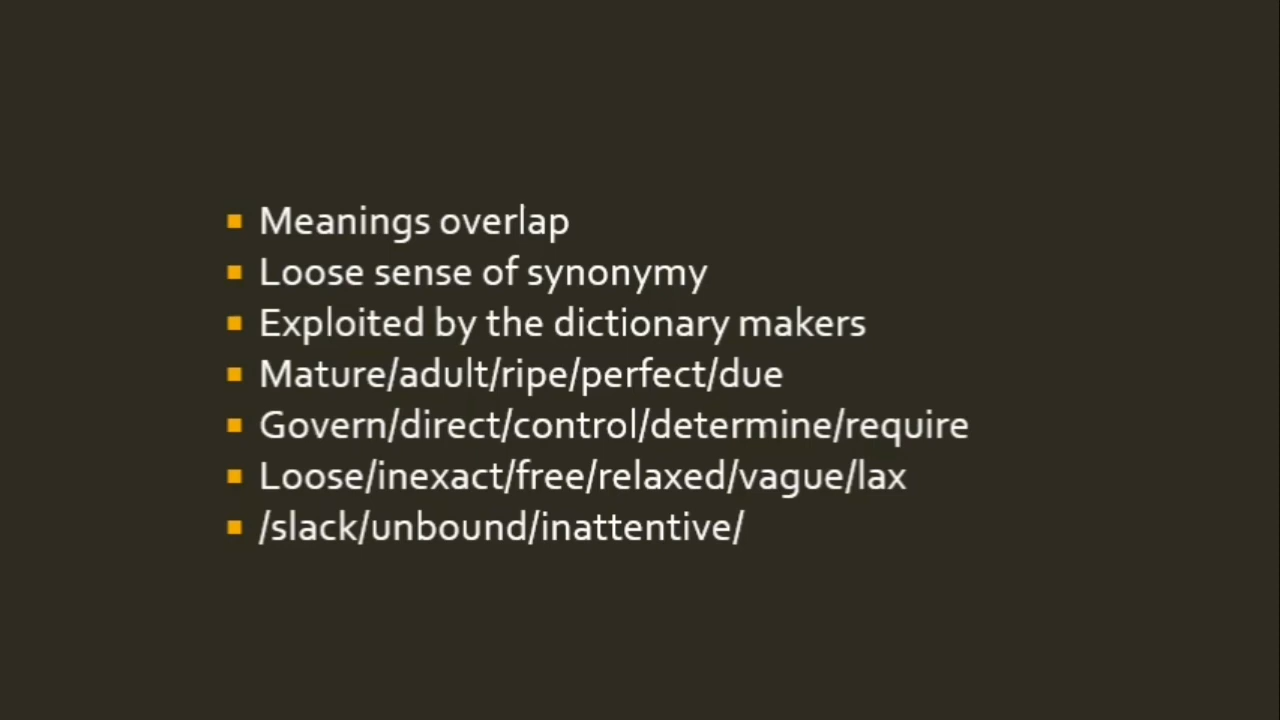 Meanings overlap
Loose sense of synonymy
Exploited by the dictionary makers
Mature/adult/ripe/perfect/due
Govern/direct/control/determine/require
Loose/inexact/free/relaxed/vague/lax
/slack/unbound/inattentive/